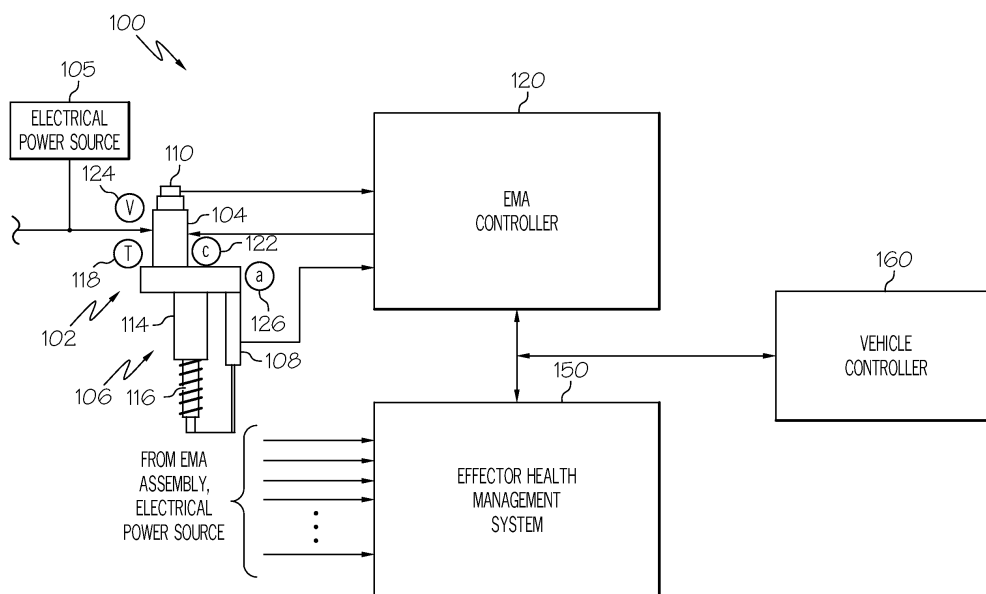 100
105
ELECTRICAL
POWER SOURCE
120
EMA
CONTROLLER
110
124
V
104
T
c
122
118
a
126
102
114
108
106
116
160
VEHICLE
CONTROLLER
150
FROM EMA
ASSEMBLY,
ELECTRICAL
POWER SOURCE
EFFECTOR HEALTH
MANAGEMENT
SYSTEM